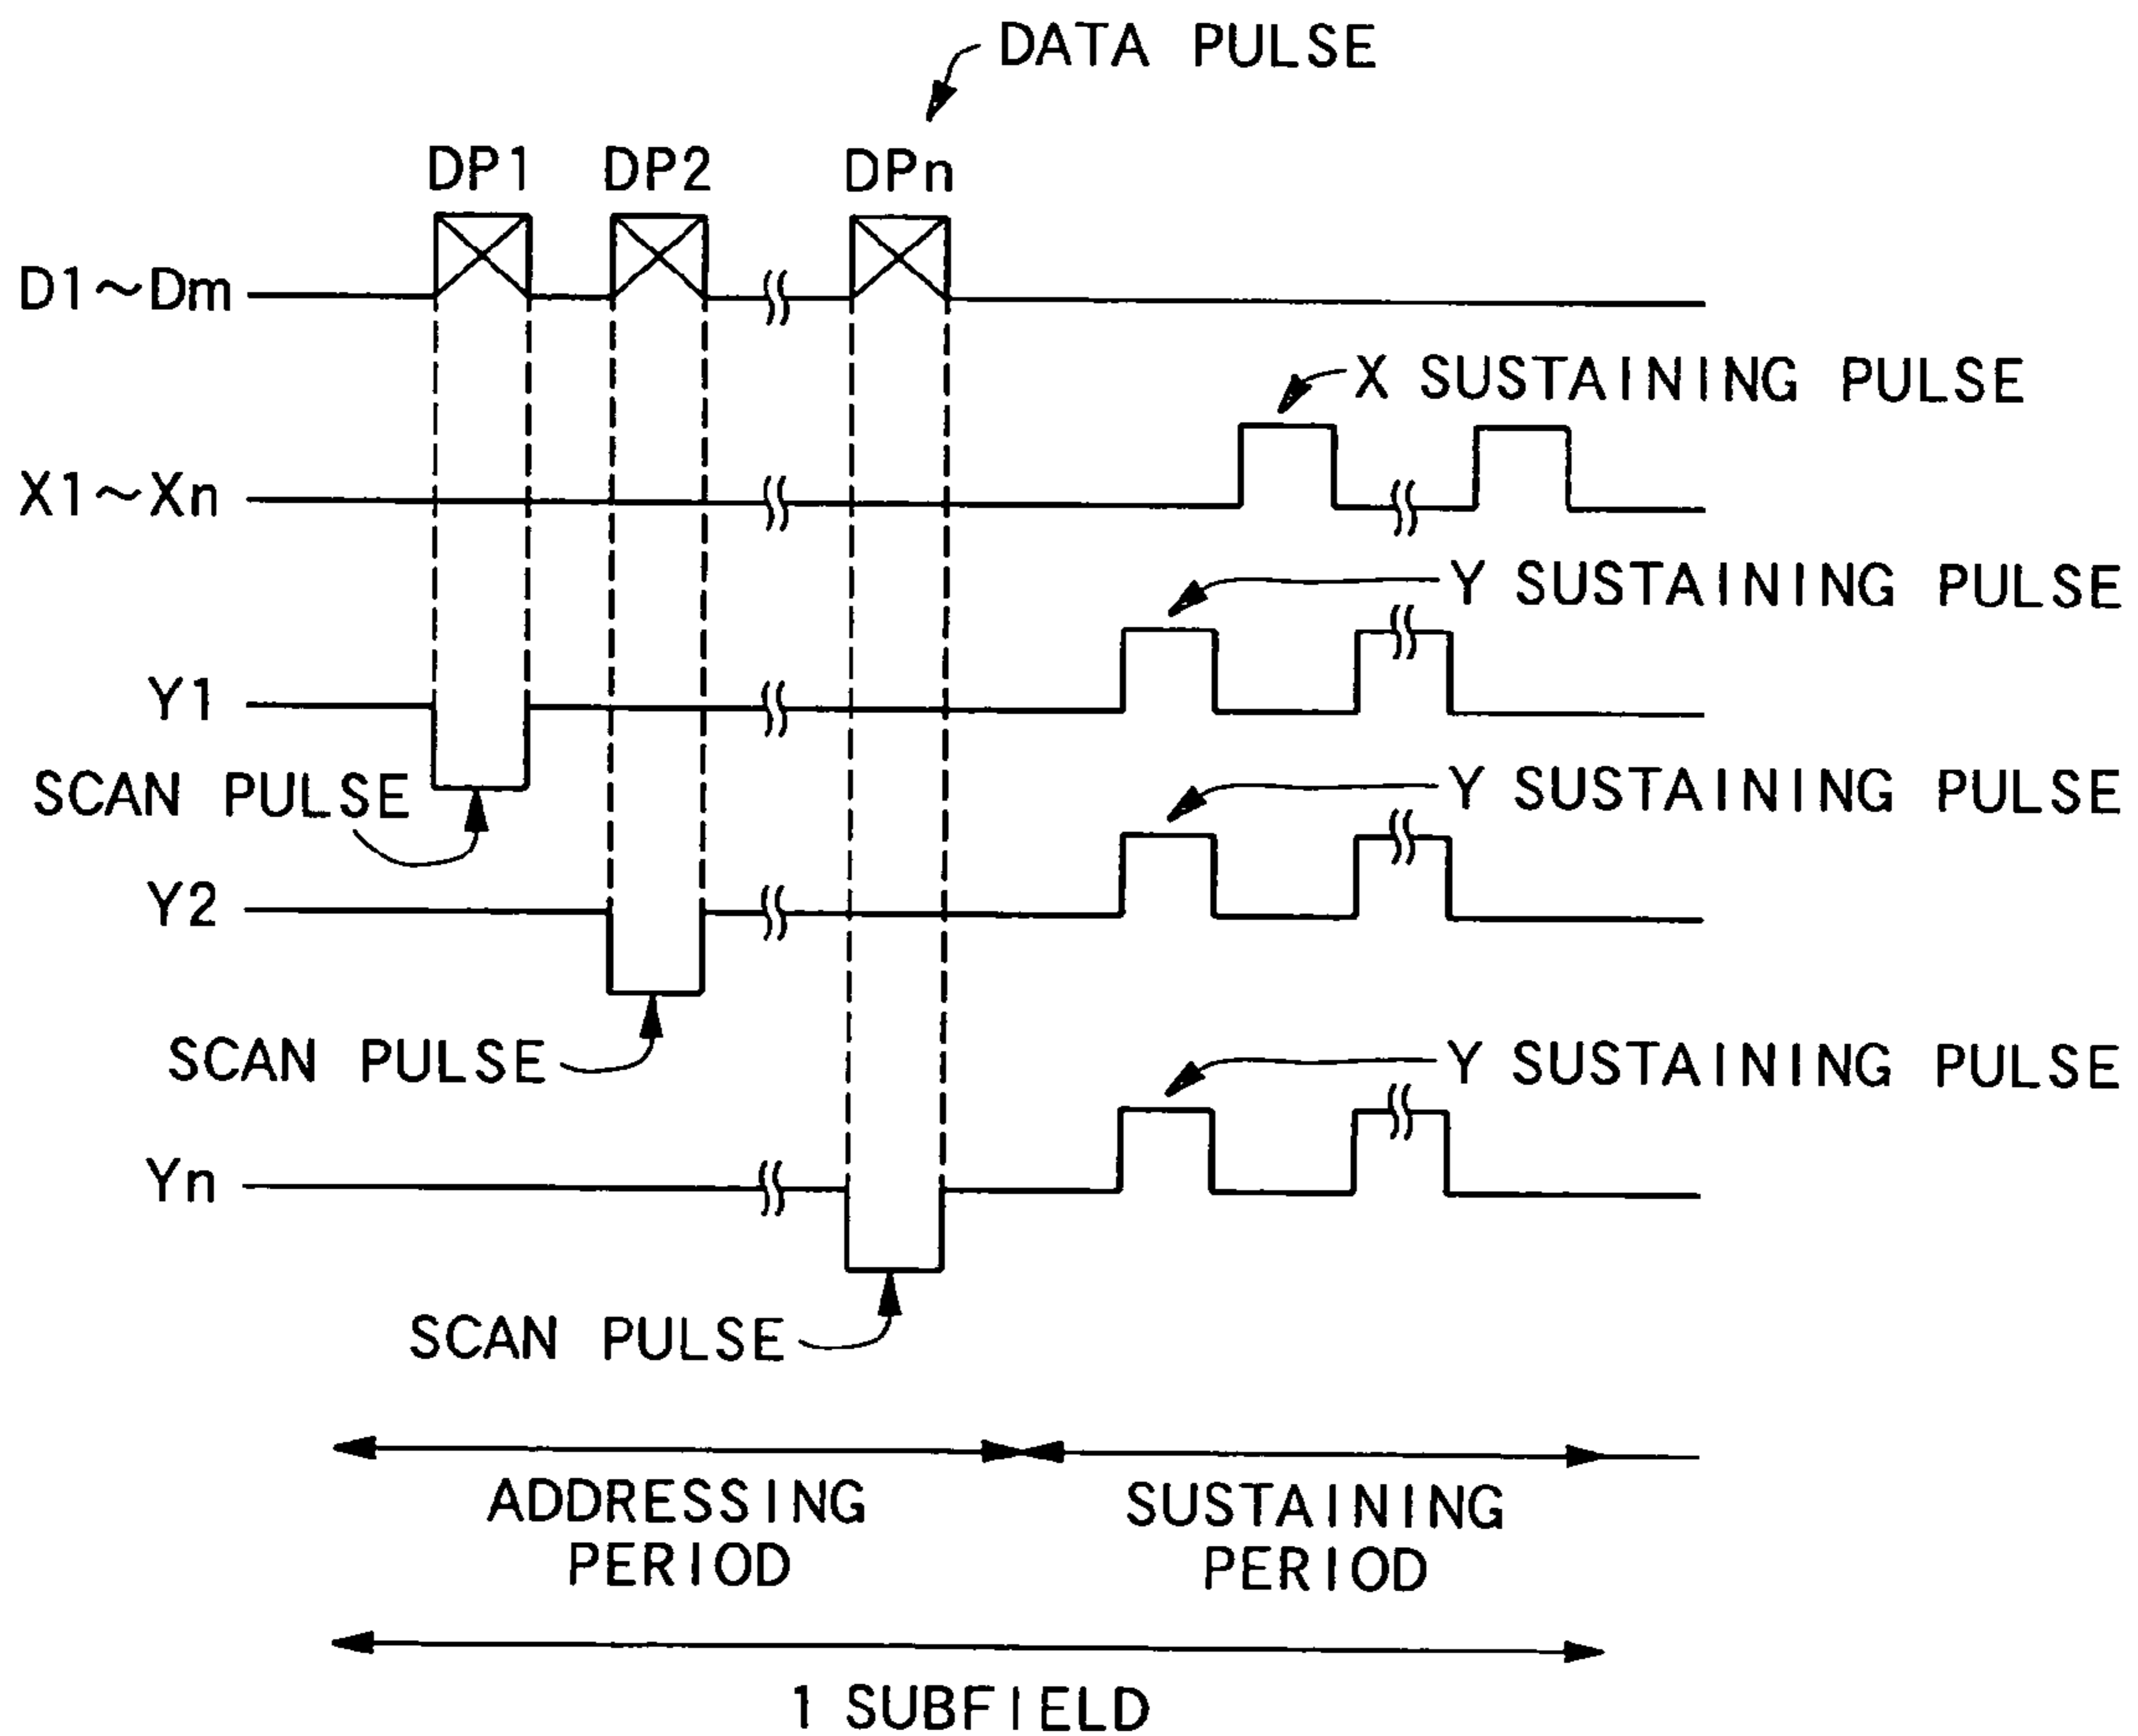 DATA PULSE
DP1 DP2 DPn
D1~Dm
X SUSTAINING PULSE
X1~Xn
Y SUSTAINING PULSE
Y1
SCAN PULSE
Y SUSTAINING PULSE
Y2
SCAN PULSE
Y SUSTAINING PULSE
Yn
SCAN PULSE
ADDRESSING
PERIOD
SUSTAINING
PERIOD
1 SUBFIELD